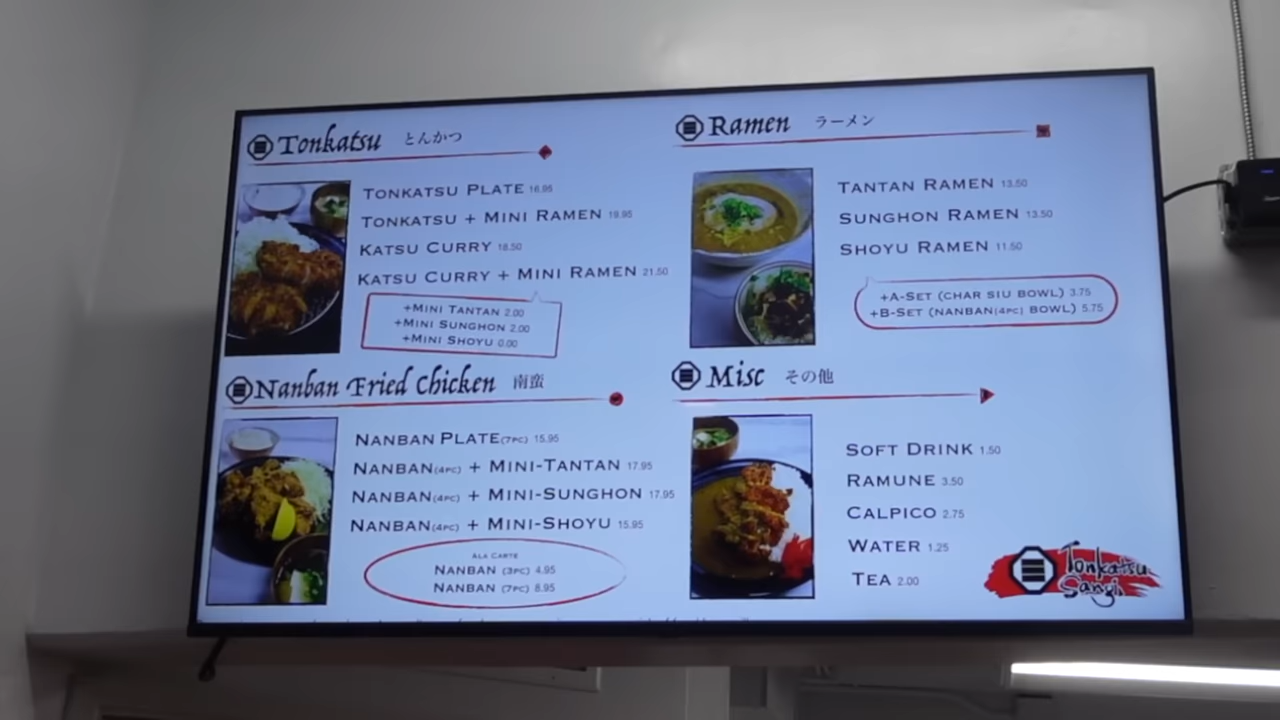 Tonkatsu とんかつ
TONKATSU PLATE 16.95
TONKATSU + MINI RAMEN 19.95
KATSU CURRY 18.50
KATSU CURRY + MINI RAMEN 21.50
+MINI TANTAN 2.00
+MINI SUNGHON 2.00
+MINI SHOYU 0.00
Nanban Fried Chicken 南蛮
NANBAN PLATE(7PC) 15.95
NANBAN(4PC) + MINI-TANTAN 17.95
NANBAN(4PC) + MINI-SUNGHON 17.95
NANBAN(4PC) + MINI-SHOYU 15.95
ALA CARTE
NANBAN (3PC) 4.95
NANBAN (7PC) 8.95
Ramen ラーメン
TANTAN RAMEN 13.50
SUNGHON RAMEN 13.50
SHOYU RAMEN 11.50
+A-SET (CHAR SIU BOWL) 3.75
+B-SET (NANBAN(4PC) BOWL) 5.75
Misc その他
SOFT DRINK 1.50
RAMUNE 3.50
CALPICO 2.75
WATER 1.25
TEA 2.00
Tonkatsu
Sangi